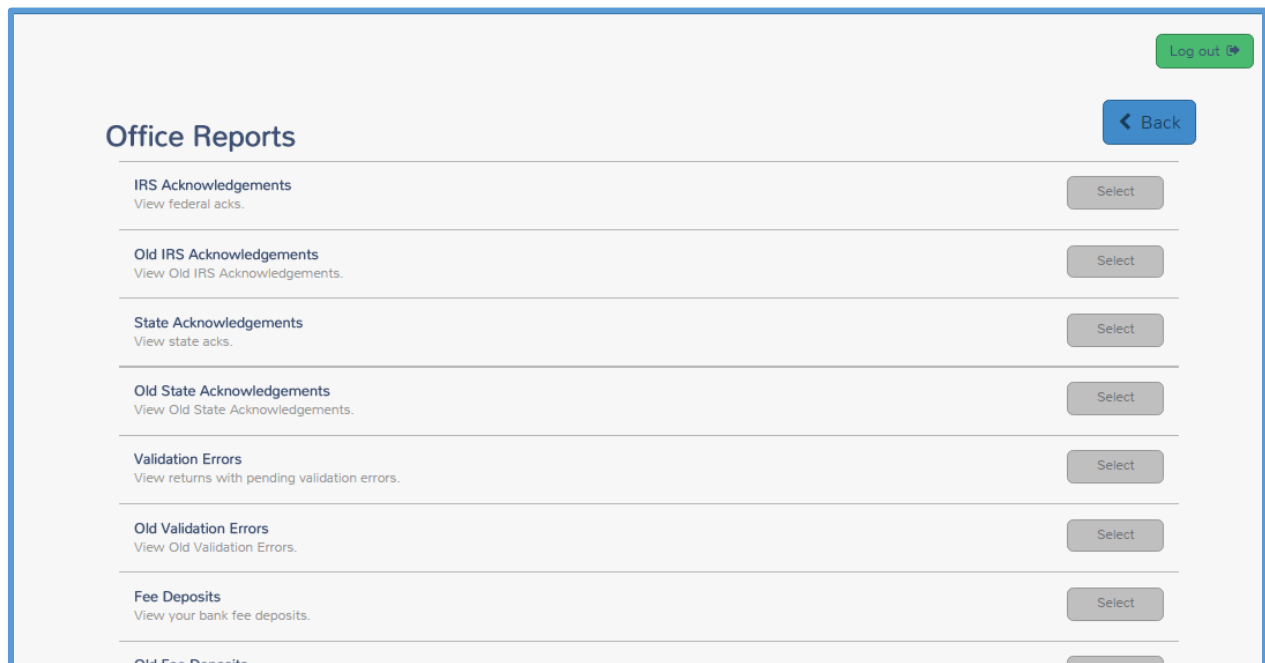 Log out
Office Reports
Back
IRS Acknowledgements
View federal acks.
Select
Old IRS Acknowledgements
View Old IRS Acknowledgements.
Select
State Acknowledgements
View state acks.
Select
Old State Acknowledgements
View Old State Acknowledgements.
Select
Validation Errors
View returns with pending validation errors.
Select
Old Validation Errors
View Old Validation Errors.
Select
Fee Deposits
View your bank fee deposits.
Select
Old Fee Deposits